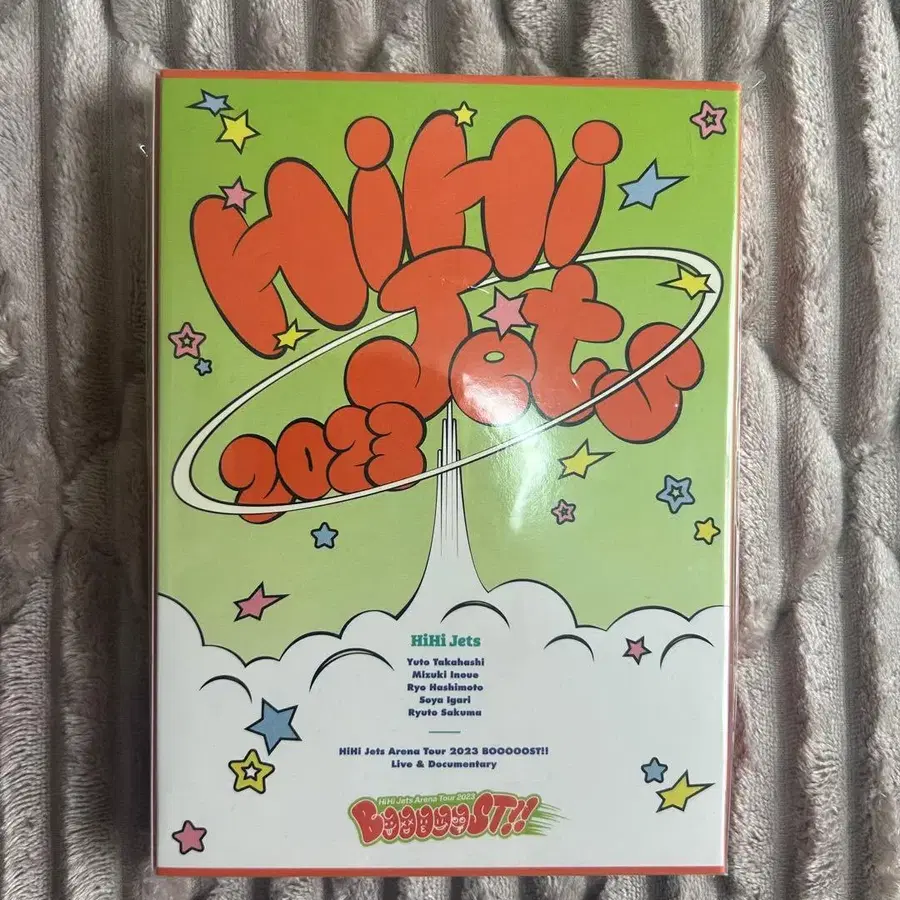 HiHi
Jets
2023
HiHi Jets
Yuto Takahashi
Mizuki Inoue
Ryo Hashimoto
Soya Igari
Ryuto Sakuma
HiHi Jets Arena Tour 2023 BOOOOOST!!
Live & Documentary
HiHi Jets Arena Tour 2023
BOOOOOST!!